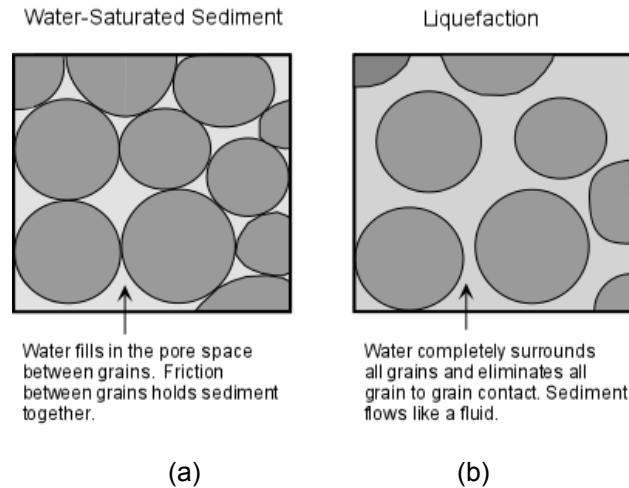 Water-Saturated Sediment
Liquefaction
Water fills in the pore space
between grains. Friction
between grains holds sediment
together.
Water completely surrounds
all grains and eliminates all
grain to grain contact. Sediment
flows like a fluid.
(a)
(b)